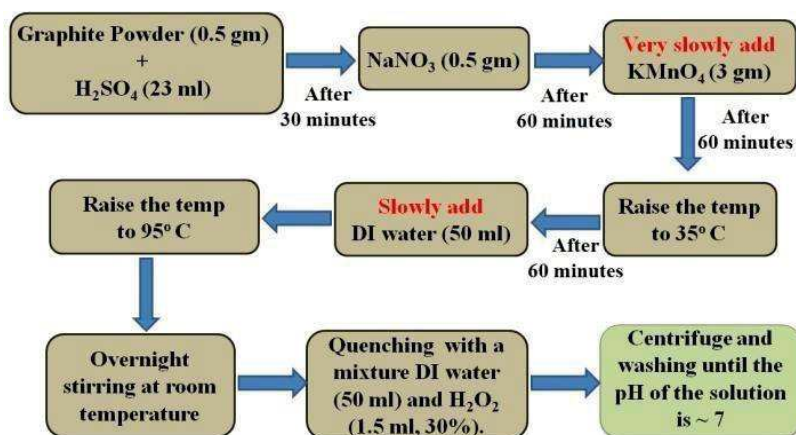 Graphite Powder (0.5 gm)
+
H₂SO₄ (23 ml)
After
30 minutes
NaNO₃ (0.5 gm)
After
60 minutes
Very slowly add
KMnO₄ (3 gm)
After
60 minutes
Raise the temp
to 35° C
After
60 minutes
Slowly add
DI water (50 ml)
Raise the temp
to 95° C
Overnight
stirring at room
temperature
Quenching with a
mixture DI water
(50 ml) and H₂O₂
(1.5 ml, 30%).
Centrifuge and
washing until the
pH of the solution
is ~ 7